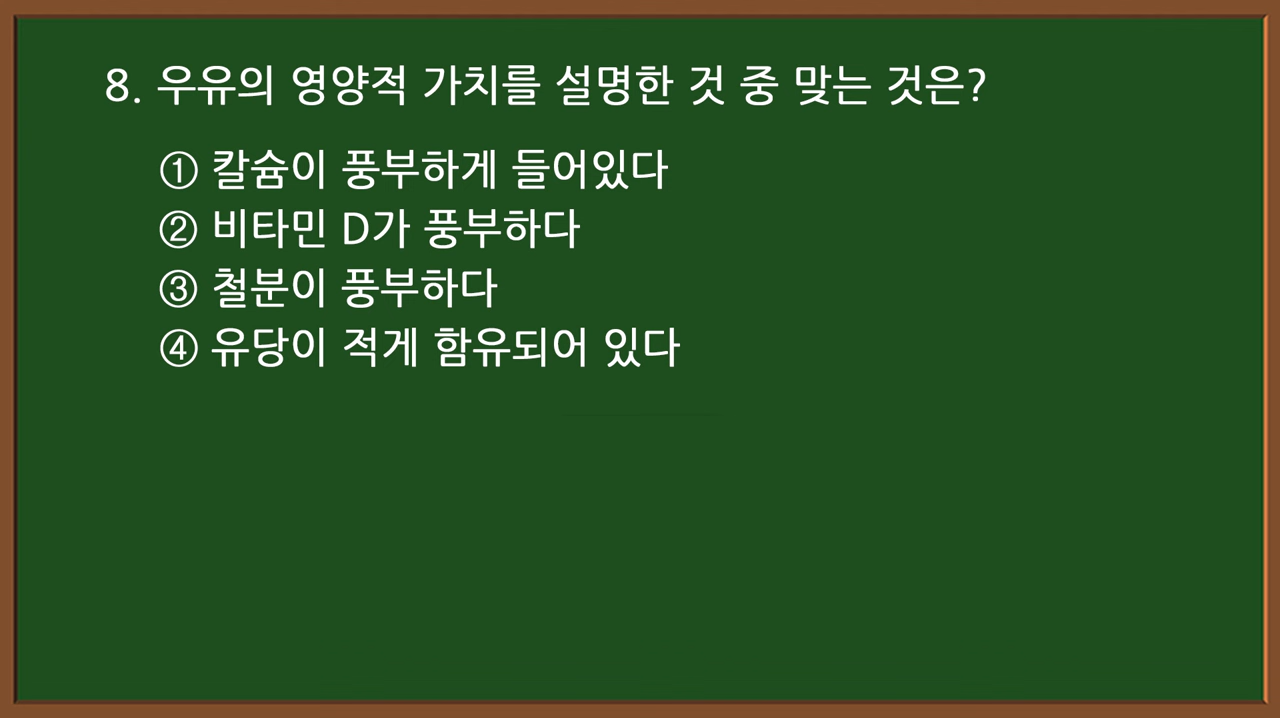 8. 우유의 영양적 가치를 설명한 것 중 맞는 것은?
① 칼슘이 풍부하게 들어있다
② 비타민 D가 풍부하다
③ 철분이 풍부하다
④ 유당이 적게 함유되어 있다